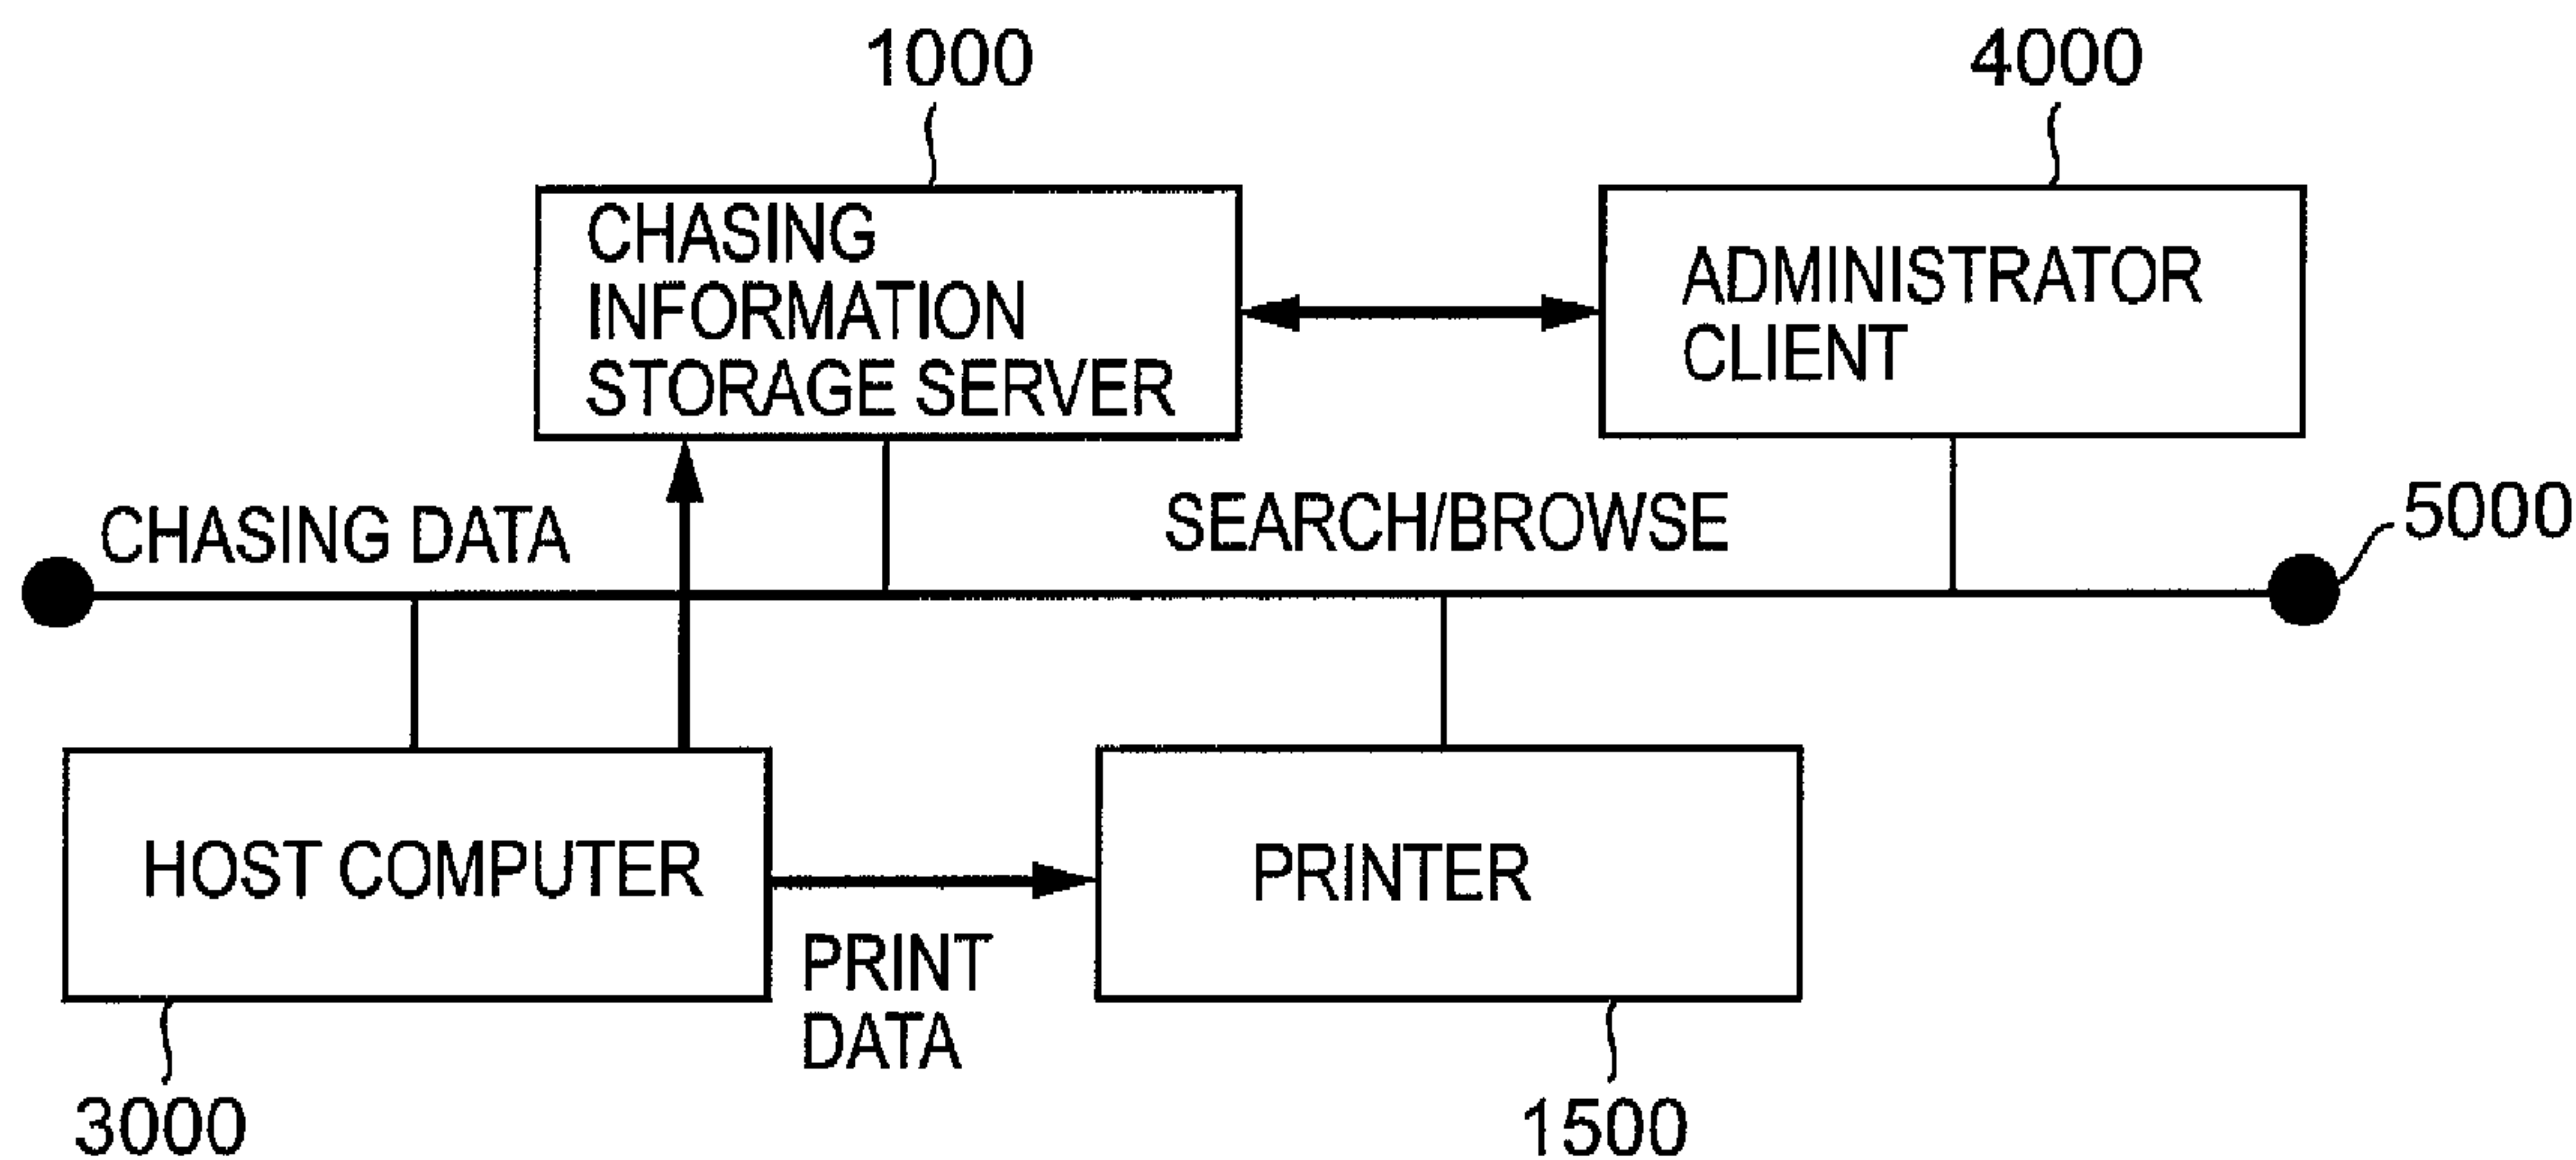 1000
4000
CHASING
INFORMATION
STORAGE SERVER
ADMINISTRATOR
CLIENT
CHASING DATA
SEARCH/BROWSE
5000
HOST COMPUTER
PRINTER
PRINT
DATA
3000
1500